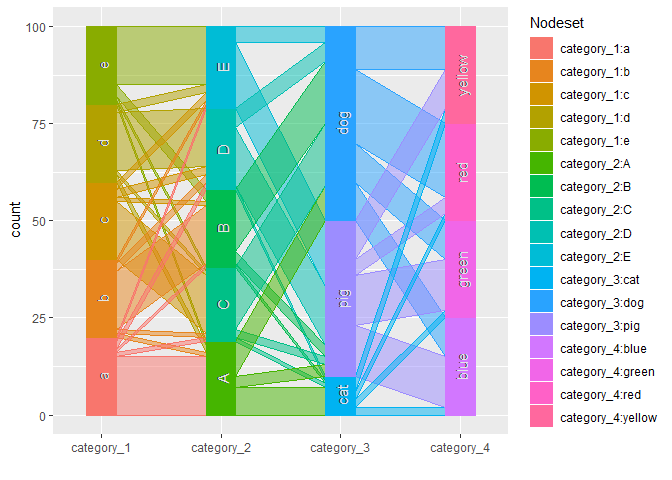 Nodeset
category_1:a
category_1:b
category_1:c
category_1:d
category_1:e
category_2:A
category_2:B
category_2:C
category_2:D
category_2:E
category_3:cat
category_3:dog
category_3:pig
category_4:blue
category_4:green
category_4:red
category_4:yellow
count
100
75
50
25
0
e
d
c
b
a
E
D
B
C
A
dog
pig
cat
yellow
red
green
blue
category_1
category_2
category_3
category_4